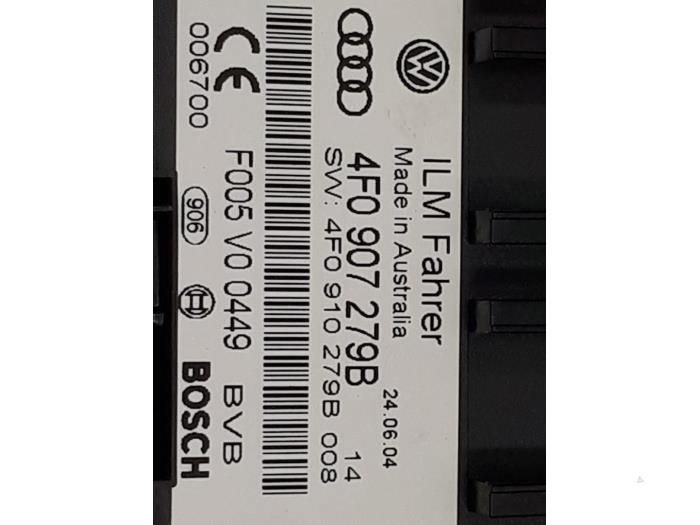 ILM Fahrer
Made in Australia 24.06.04
4F0 907 279B 14
SW: 4F0 910 279B 008
F005 V0 0449 BVB
006700 906 BOSCH